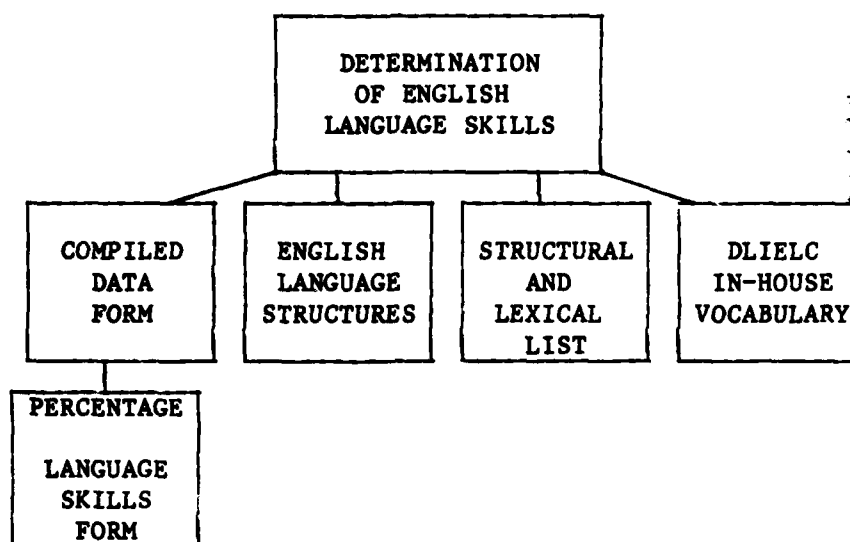 DETERMINATION
OF ENGLISH
LANGUAGE SKILLS
COMPILED
DATA
FORM
ENGLISH
LANGUAGE
STRUCTURES
STRUCTURAL
AND
LEXICAL
LIST
DLIELC
IN-HOUSE
VOCABULARY
PERCENTAGE
LANGUAGE
SKILLS
FORM